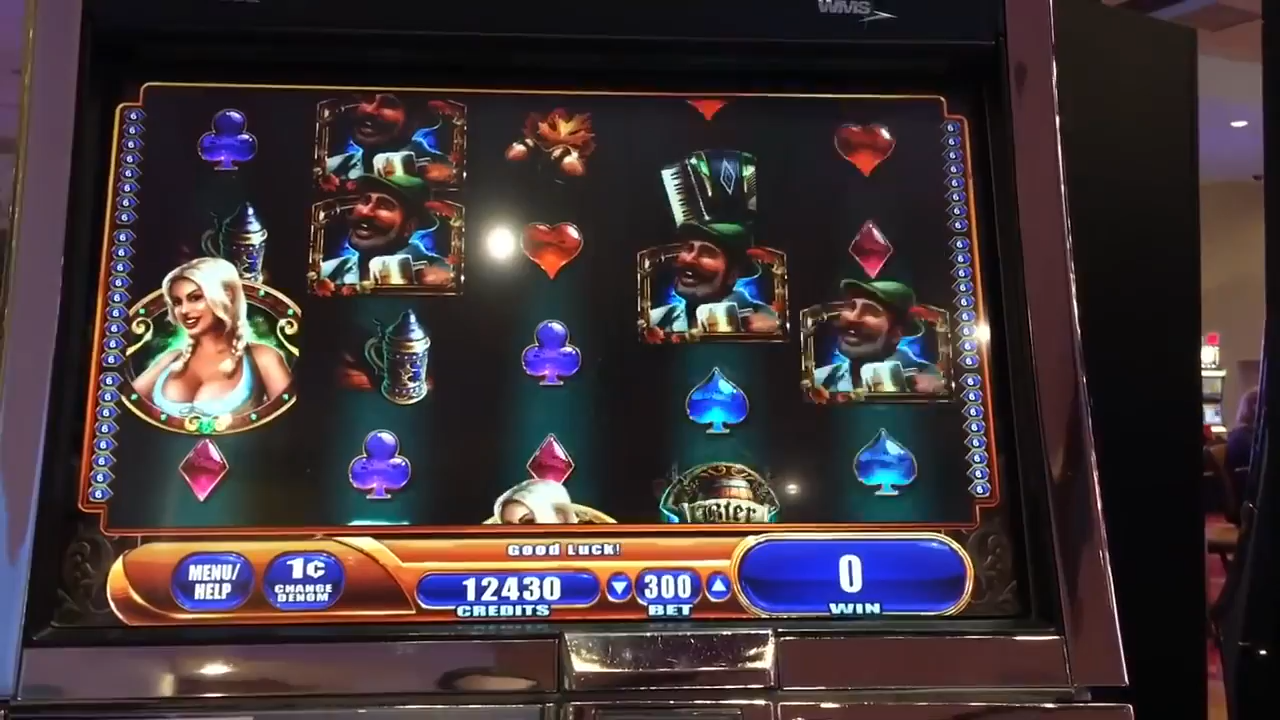 WMS
Bier
Good Luck!
MENU/
HELP
1¢
CHANGE
DENOM
12430
CREDITS
300
BET
0
WIN